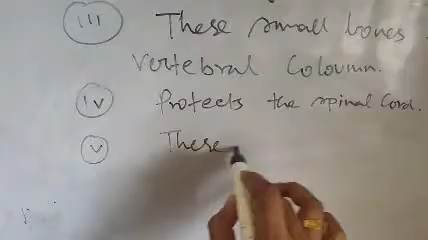 iii These small bones
Vertebral Coloumn.
iv Protects the spinal Cord.
v These